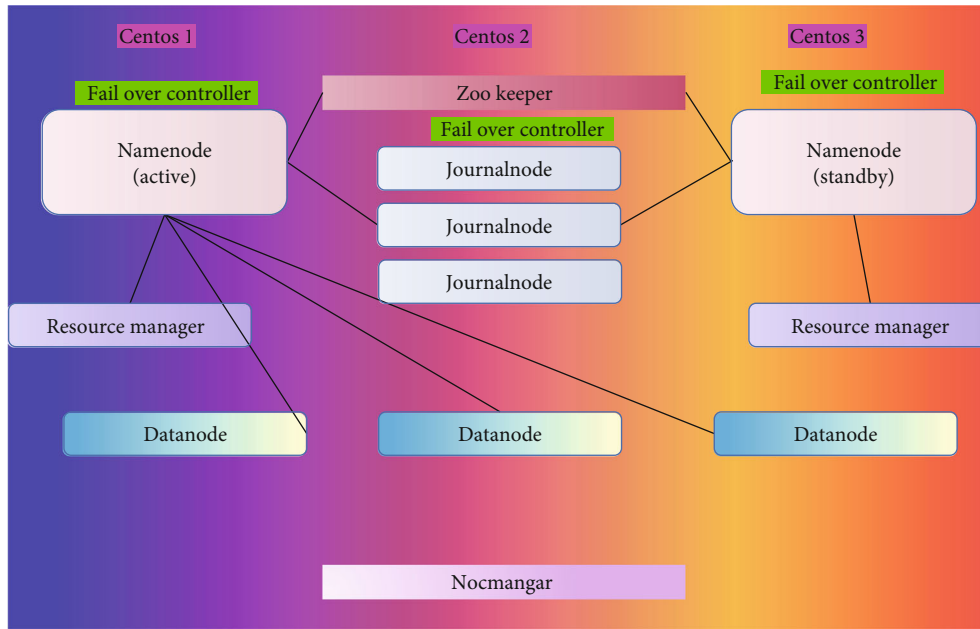 Centos 1
Centos 2
Centos 3
Fail over controller
Zoo keeper
Fail over controller
Fail over controller
Namenode
(active)
Journalnode
Journalnode
Journalnode
Namenode
(standby)
Resource manager
Resource manager
Datanode
Datanode
Datanode
Nocmangar